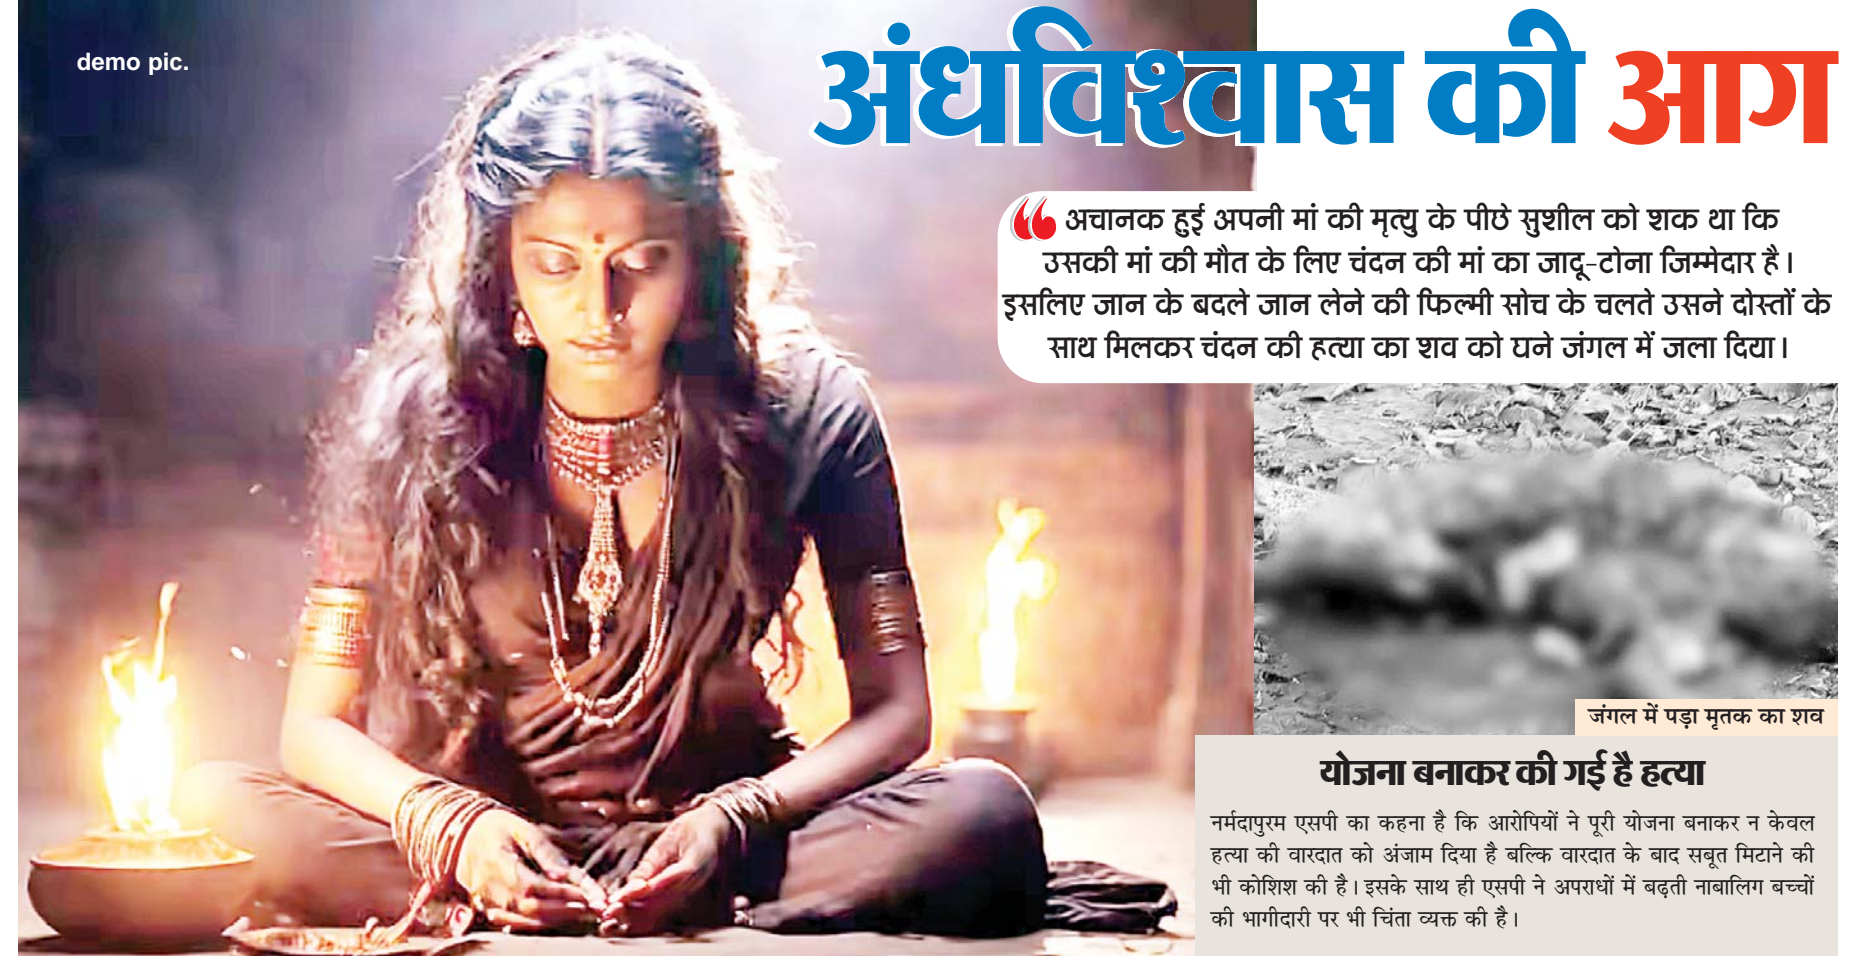 demo pic.
अंधविश्वास की आग
“ अचानक हुई अपनी मां की मृत्यु के पीछे सुशील को शक था कि
उसकी मां की मौत के लिए चंदन की मां का जादू-टोना जिम्मेदार है।
इसलिए जान के बदले जान लेने की फिल्मी सोच के चलते उसने दोस्तों के
साथ मिलकर चंदन की हत्या का शव को घने जंगल में जला दिया।
जंगल में पड़ा मृतक का शव
योजना बनाकर की गई है हत्या
नर्मदापुरम एसपी का कहना है कि आरोपियों ने पूरी योजना बनाकर न केवल
हत्या की वारदात को अंजाम दिया है बल्कि वारदात के बाद सबूत मिटाने की
भी कोशिश की है। इसके साथ ही एसपी ने अपराधों में बढ़ती नाबालिग बच्चों
की भागीदारी पर भी चिंता व्यक्त की है।